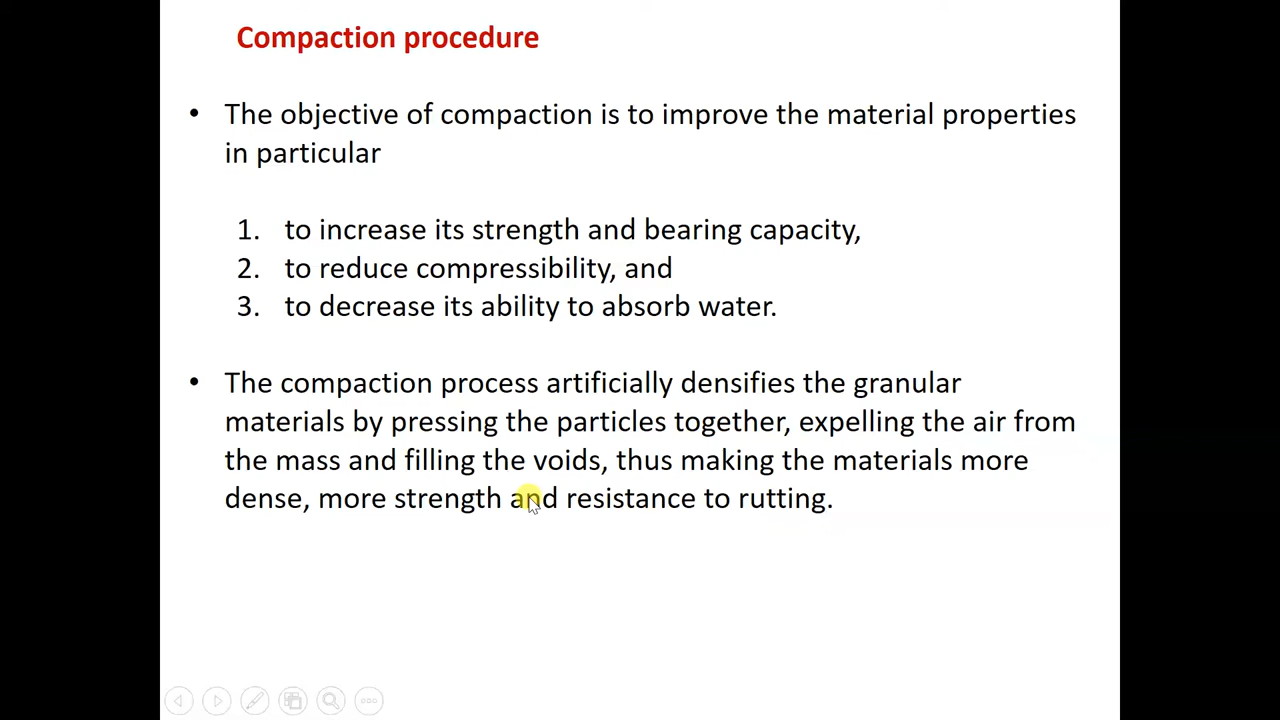 Compaction procedure
• The objective of compaction is to improve the material properties
in particular
1. to increase its strength and bearing capacity,
2. to reduce compressibility, and
3. to decrease its ability to absorb water.
• The compaction process artificially densifies the granular
materials by pressing the particles together, expelling the air from
the mass and filling the voids, thus making the materials more
dense, more strength and resistance to rutting.